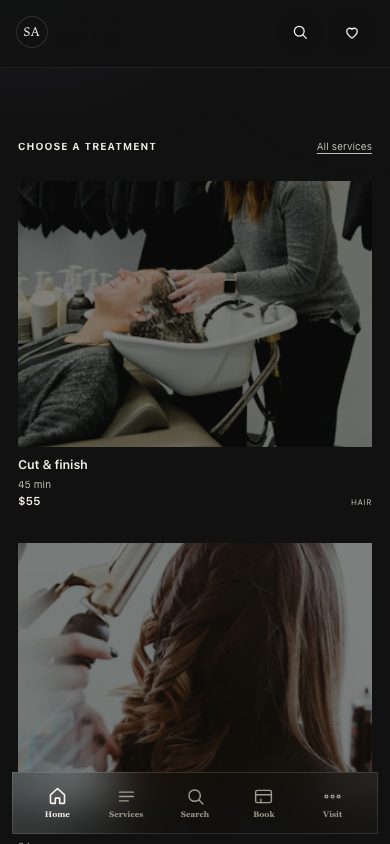 SA
CHOOSE A TREATMENT
All services
Cut & finish
45 min
$55
HAIR
Home
Services
Search
Book
Visit